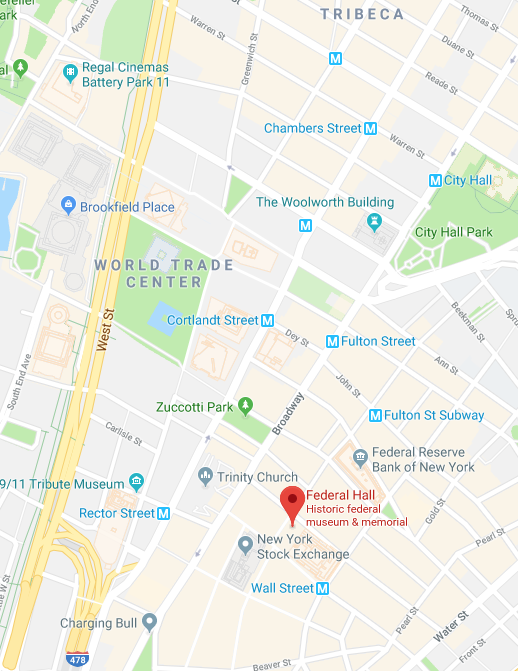 efeller
Park
North End
TRIBECA
Thomas St
Greenwich St
Duane St
al
Regal Cinemas
Battery Park 11
Reade St
Chambers Street
M
Warren St
M
M City Hall
The Woolworth Building
Brookfield Place
M
City Hall Park
WORLD TRADE
CENTER
West St
Cortlandt Street M
Dey St
M Fulton Street
Beekman St
Spru
South End Ave
Ann St
John St
Zuccotti Park
Broadway
M Fulton St Subway
Carlisle St
Federal Reserve
Bank of New York
9/11 Tribute Museum
Trinity Church
Federal Hall
Historic federal
museum & memorial
Rector Street M
Gold St
New York
Stock Exchange
Pearl St
Wall Street M
Charging Bull
Pearl St
Water St
le W St
478
Beaver St
Front St